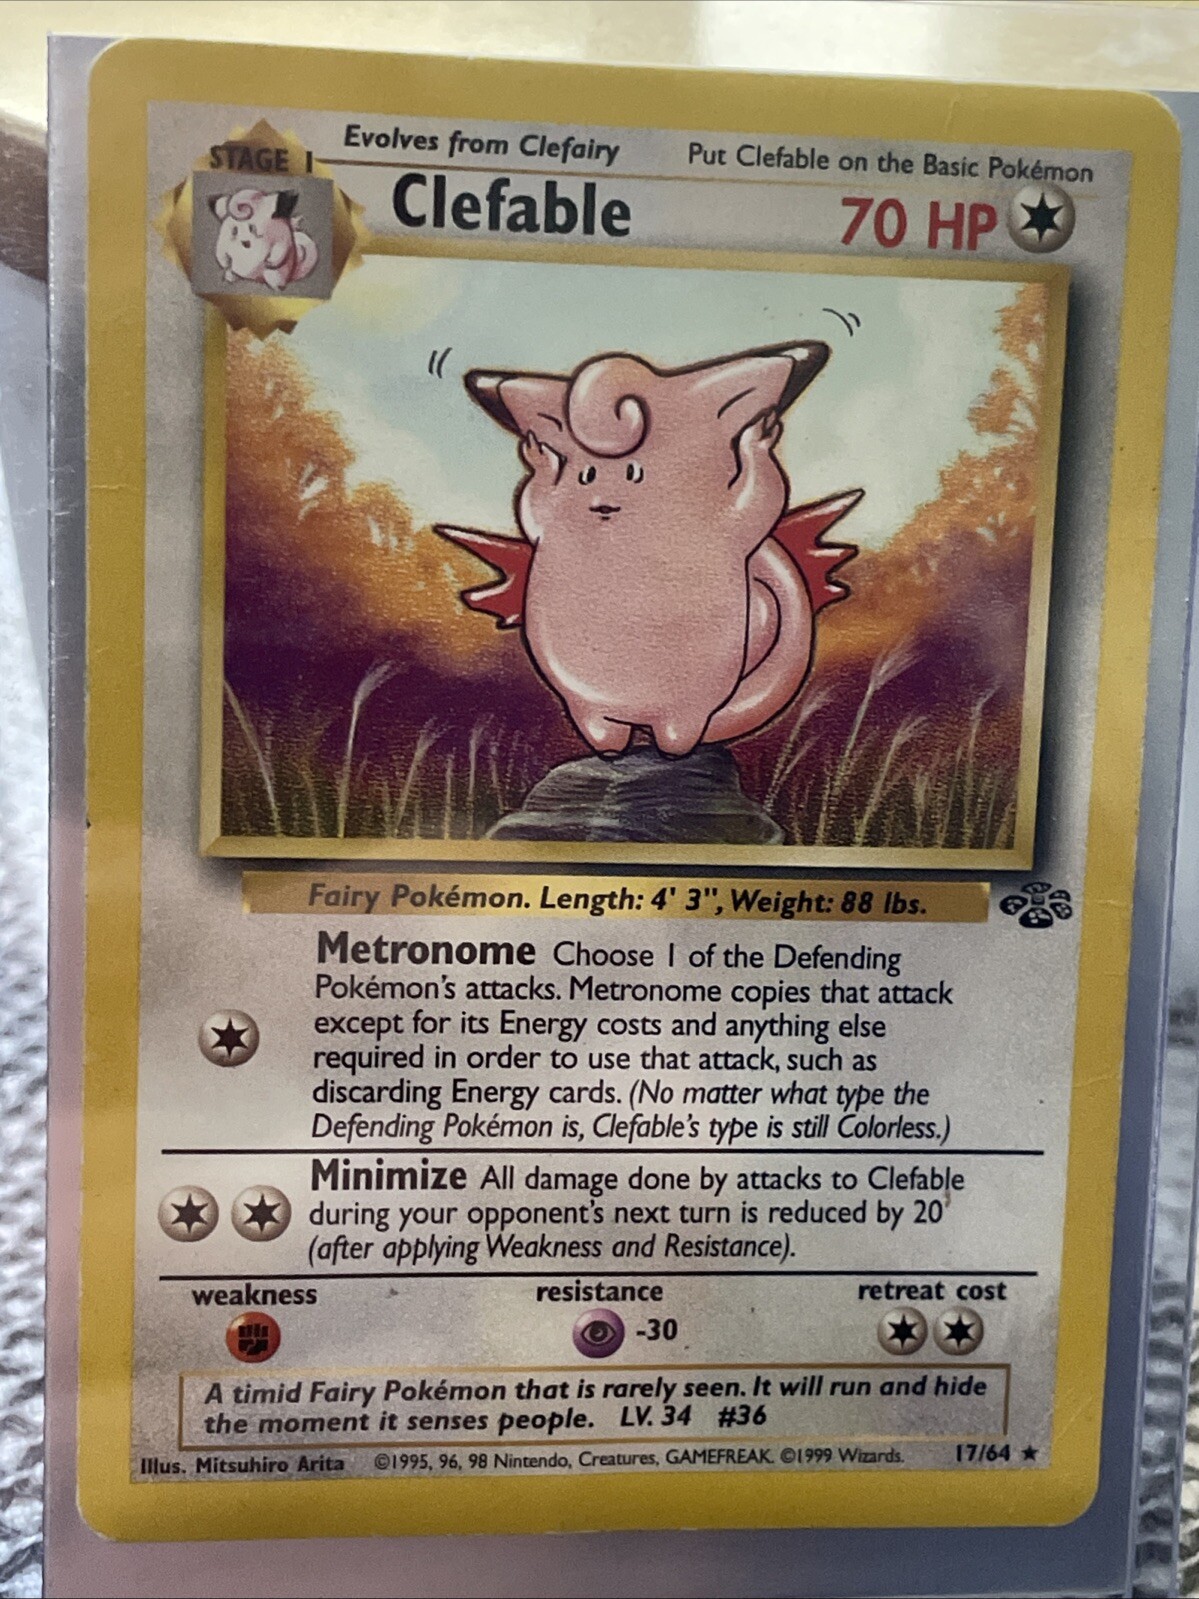 STAGE 1
Evolves from Clefairy
Put Clefable on the Basic Pokémon
Clefable
70 HP
Fairy Pokémon. Length: 4' 3", Weight: 88 lbs.
Metronome Choose 1 of the Defending
Pokémon's attacks. Metronome copies that attack
except for its Energy costs and anything else
required in order to use that attack, such as
discarding Energy cards. (No matter what type the
Defending Pokémon is, Clefable's type is still Colorless.)
Minimize All damage done by attacks to Clefable
during your opponent's next turn is reduced by 20
(after applying Weakness and Resistance).
weakness resistance retreat cost
-30
A timid Fairy Pokémon that is rarely seen. It will run and hide
the moment it senses people. LV. 34 #36
Illus. Mitsuhiro Arita ©1995, 96, 98 Nintendo, Creatures, GAMEFREAK. ©1999 Wizards. 17/64 ★